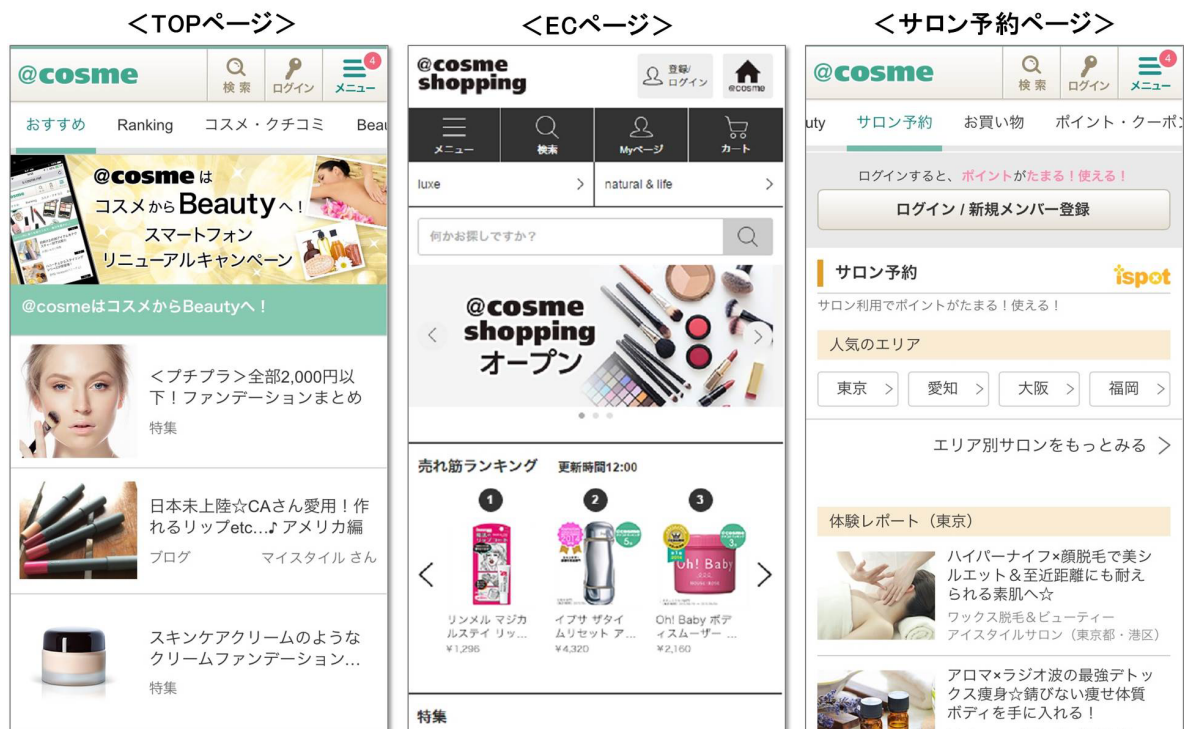 ＜TOPページ＞
@cosme
検 索
ログイン
4
メニュー
おすすめ
Ranking
コスメ・クチコミ
Beau
@cosme は
コスメから Beauty へ！
スマートフォン
リニューアルキャンペーン
@cosmeはコスメからBeautyへ！
＜プチプラ＞全部2,000円以
下！ファンデーションまとめ
特集
日本未上陸☆CAさん愛用！作
れるリップetc...♪ アメリカ編
ブログ
マイスタイル さん
スキンケアクリームのような
クリームファンデーション...
特集
＜ECページ＞
@cosme
shopping
登録/
ログイン
@cosme
メニュー
検索
Myページ
カート
luxe
natural & life
何かお探しですか？
@cosme
shopping
オープン
売れ筋ランキング
更新時間12:00
1
2
3
Oh! Baby
リンメル マジカ
ルステイ リッ...
¥1,296
イプサ ザタイ
ムリセット ア...
¥4,320
Oh! Baby ボデ
ィスムーザー ...
¥2,160
特集
＜サロン予約ページ＞
@cosme
検 索
ログイン
4
メニュー
uty
サロン予約
お買い物
ポイント・クーポン
ログインすると、ポイントがたまる！使える！
ログイン / 新規メンバー登録
サロン予約
ispot
サロン利用でポイントがたまる！使える！
人気のエリア
東京
愛知
大阪
福岡
エリア別サロンをもっとみる
体験レポート（東京）
ハイパーナイフ×顔脱毛で美シ
ルエット＆至近距離にも耐え
られる素肌へ☆
ワックス脱毛＆ビューティー
アイスタイルサロン（東京都・港区）
アロマ×ラジオ波の最強デトッ
クス痩身☆錆びない痩せ体質
ボディを手に入れる！